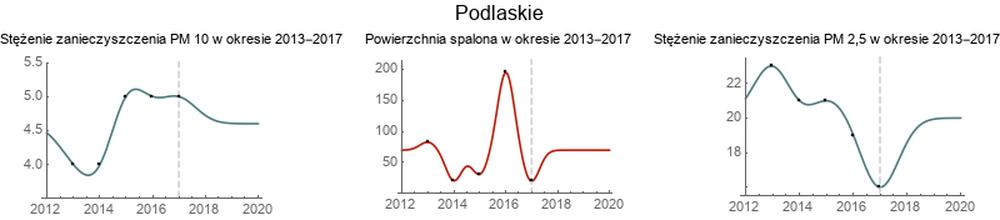 Podlaskie
Stężenie zanieczyszczenia PM 10 w okresie 2013–2017
5.5
5.0
4.5
4.0
2012 2014 2016 2018 2020
Powierzchnia spalona w okresie 2013–2017
200
150
100
50
2012 2014 2016 2018 2020
Stężenie zanieczyszczenia PM 2,5 w okresie 2013–2017
22
20
18
2012 2014 2016 2018 2020